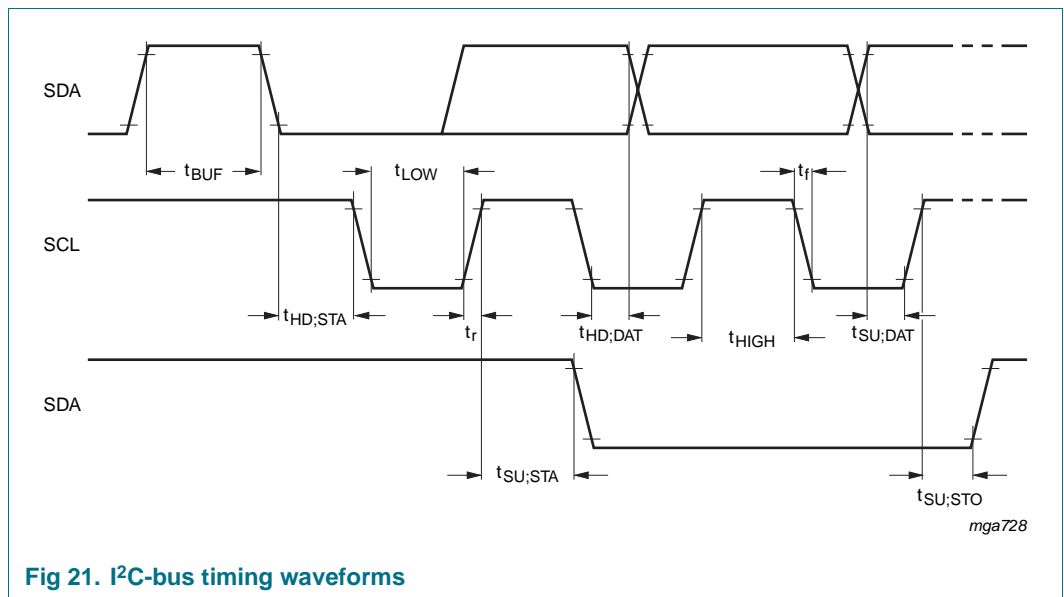 SDA
tBUF
tLOW
tf
SCL
tHD;STA
tr
tHD;DAT
tHIGH
tSU;DAT
SDA
tSU;STA
tSU;STO
mga728
Fig 21. I²C-bus timing waveforms